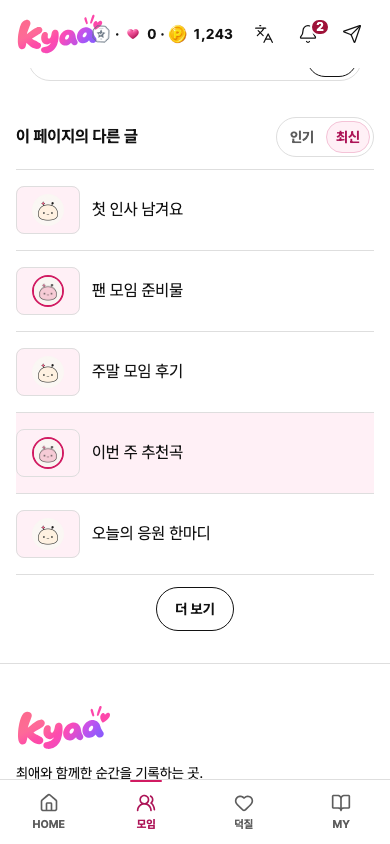 Kyaa
· 0 · 1,243
2
이 페이지의 다른 글
인기
최신
첫 인사 남겨요
팬 모임 준비물
주말 모임 후기
이번 주 추천곡
오늘의 응원 한마디
더 보기
Kyaa
최애와 함께한 순간을 기록하는 곳.
HOME
모임
덕질
MY